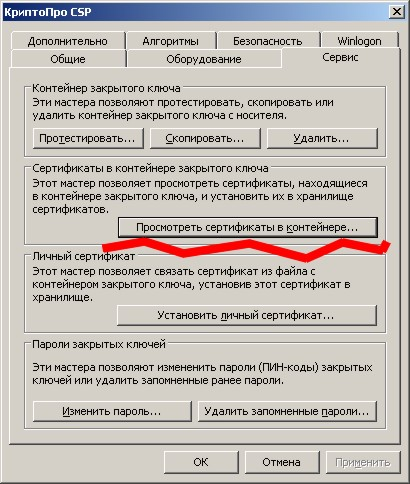 КриптоПро CSP
Дополнительно Алгоритмы Безопасность Winlogon
Общие Оборудование Сервис
Контейнер закрытого ключа
Эти мастера позволяют протестировать, скопировать или
удалить контейнер закрытого ключа с носителя.
Протестировать... Скопировать... Удалить...
Сертификаты в контейнере закрытого ключа
Этот мастер позволяет просмотреть сертификаты, находящиеся
в контейнере закрытого ключа, и установить их в хранилище
сертификатов.
Просмотреть сертификаты в контейнере...
Личный сертификат
Этот мастер позволяет связать сертификат из файла с
контейнером закрытого ключа, установив этот сертификат в
хранилище.
Установить личный сертификат...
Пароли закрытых ключей
Эти мастера позволяют измененить пароли (ПИН-коды) закрытых
ключей или удалить запомненные ранее пароли.
Изменить пароль... Удалить запомненные пароли...
ОК Отмена Применить